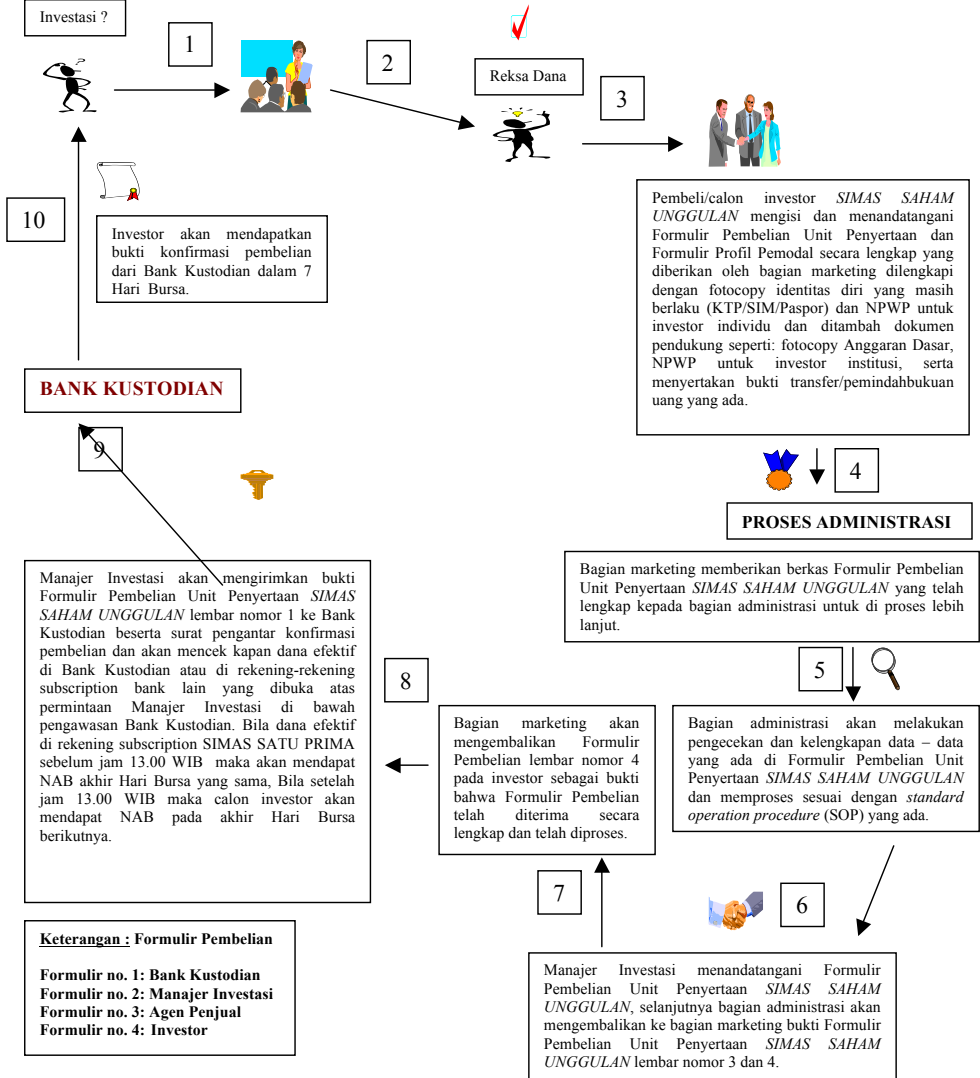 Investasi ?
1
2
Reksa Dana
3
Pembeli/calon investor SIMAS SAHAM
UNGGULAN mengisi dan menandatangani
Formulir Pembelian Unit Penyertaan dan
Formulir Profil Pemodal secara lengkap yang
diberikan oleh bagian marketing dilengkapi
dengan fotocopy identitas diri yang masih
berlaku (KTP/SIM/Paspor) dan NPWP untuk
investor individu dan ditambah dokumen
pendukung seperti: fotocopy Anggaran Dasar,
NPWP untuk investor institusi, serta
menyertakan bukti transfer/pemindahbukuan
uang yang ada.
4
PROSES ADMINISTRASI
Bagian marketing memberikan berkas Formulir Pembelian
Unit Penyertaan SIMAS SAHAM UNGGULAN yang telah
lengkap kepada bagian administrasi untuk di proses lebih
lanjut.
5
Bagian administrasi akan melakukan
pengecekan dan kelengkapan data – data
yang ada di Formulir Pembelian Unit
Penyertaan SIMAS SAHAM UNGGULAN
dan memproses sesuai dengan standard
operation procedure (SOP) yang ada.
6
Manajer Investasi menandatangani Formulir
Pembelian Unit Penyertaan SIMAS SAHAM
UNGGULAN, selanjutnya bagian administrasi akan
mengembalikan ke bagian marketing bukti Formulir
Pembelian Unit Penyertaan SIMAS SAHAM
UNGGULAN lembar nomor 3 dan 4.
7
Bagian marketing akan
mengembalikan Formulir
Pembelian lembar nomor 4
pada investor sebagai bukti
bahwa Formulir Pembelian
telah diterima secara
lengkap dan telah diproses.
8
Manajer Investasi akan mengirimkan bukti
Formulir Pembelian Unit Penyertaan SIMAS
SAHAM UNGGULAN lembar nomor 1 ke Bank
Kustodian beserta surat pengantar konfirmasi
pembelian dan akan mencek kapan dana efektif
di Bank Kustodian atau di rekening-rekening
subscription bank lain yang dibuka atas
permintaan Manajer Investasi di bawah
pengawasan Bank Kustodian. Bila dana efektif
di rekening subscription SIMAS SATU PRIMA
sebelum jam 13.00 WIB maka akan mendapat
NAB akhir Hari Bursa yang sama, Bila setelah
jam 13.00 WIB maka calon investor akan
mendapat NAB pada akhir Hari Bursa
berikutnya.
9
BANK KUSTODIAN
10
Investor akan mendapatkan
bukti konfirmasi pembelian
dari Bank Kustodian dalam 7
Hari Bursa.
Keterangan : Formulir Pembelian
Formulir no. 1: Bank Kustodian
Formulir no. 2: Manajer Investasi
Formulir no. 3: Agen Penjual
Formulir no. 4: Investor